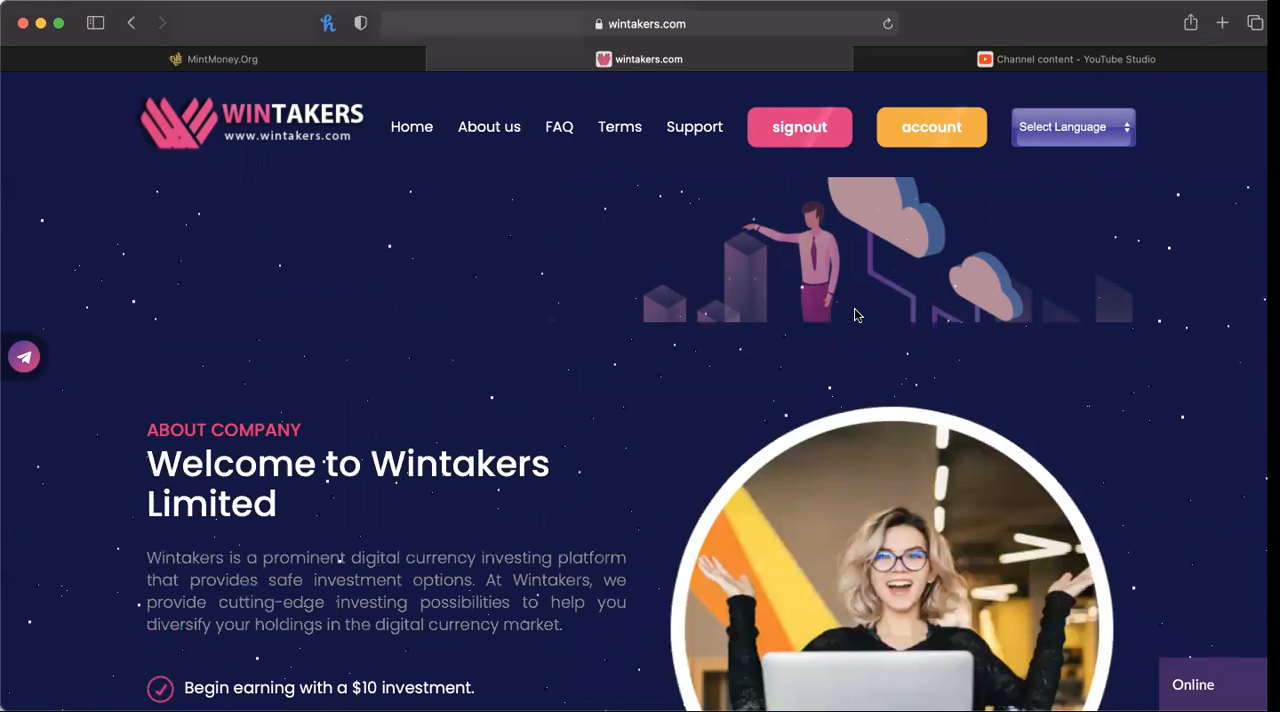 wintakers.com
MintMoney.Org
wintakers.com
Channel content - YouTube Studio
WINTAKERS
www.wintakers.com
Home
About us
FAQ
Terms
Support
signout
account
Select Language
ABOUT COMPANY
Welcome to Wintakers
Limited
Wintakers is a prominent digital currency investing platform
that provides safe investment options. At Wintakers, we
provide cutting-edge investing possibilities to help you
diversify your holdings in the digital currency market.
Begin earning with a $10 investment.
Online